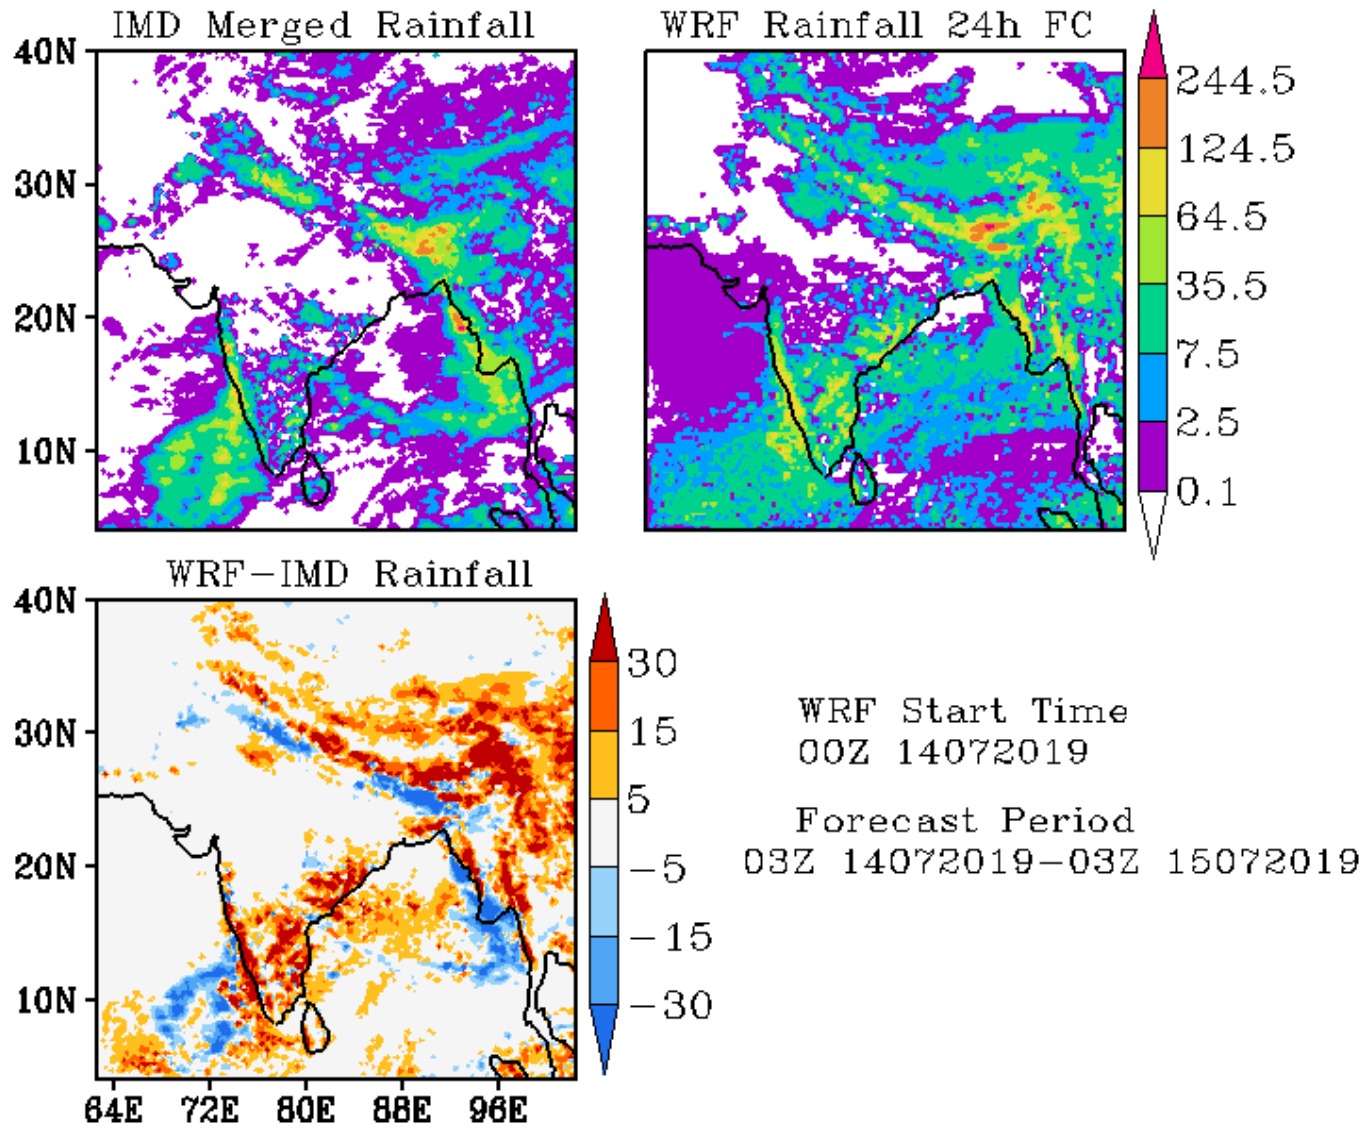 IMD Merged Rainfall
WRF Rainfall 24h FC
40N
30N
20N
10N
244.5
124.5
64.5
35.5
7.5
2.5
0.1
WRF-IMD Rainfall
40N
30N
20N
10N
64E 72E 80E 88E 96E
30
15
5
-5
-15
-30
WRF Start Time
00Z 14072019
Forecast Period
03Z 14072019-03Z 15072019